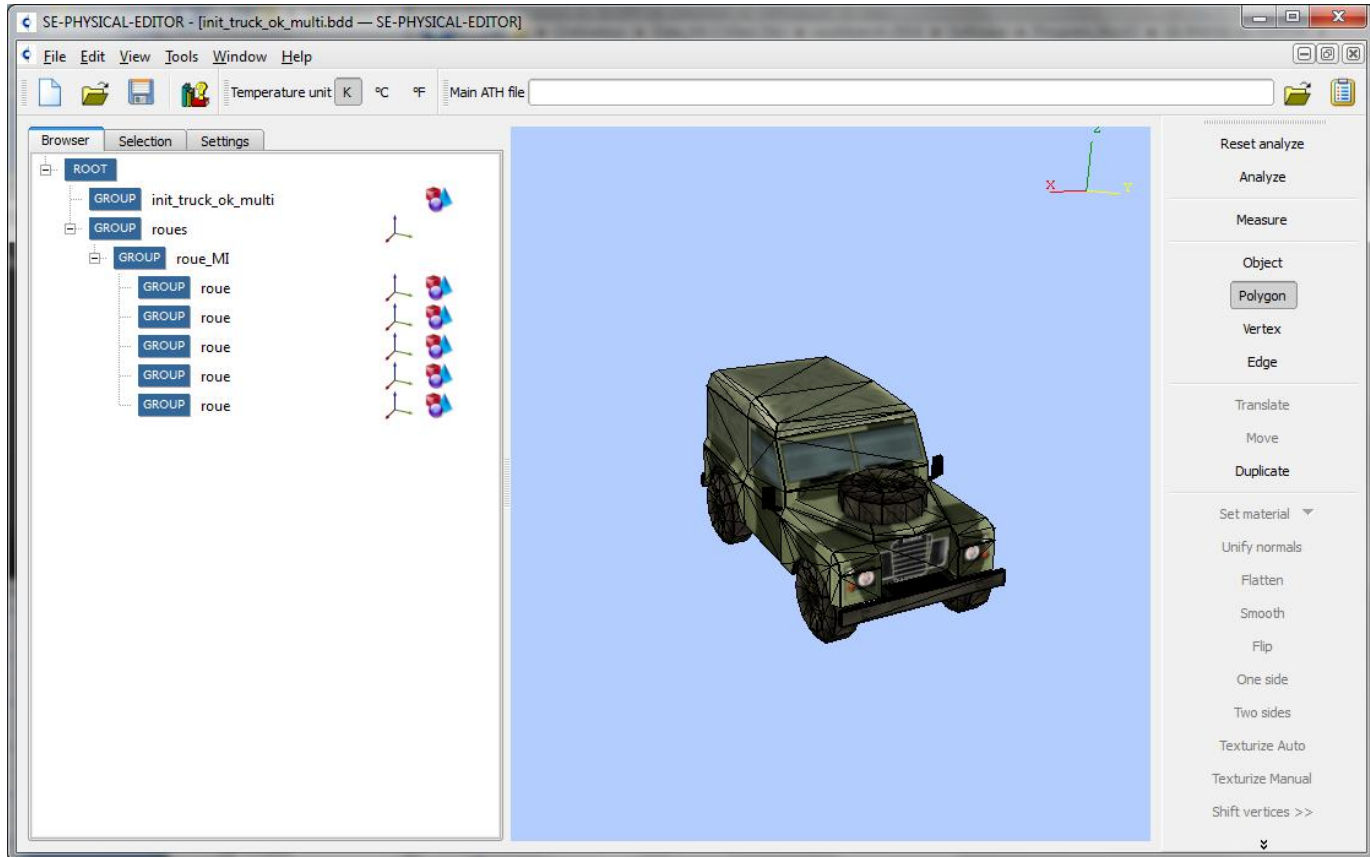 SE-PHYSICAL-EDITOR - [init_truck_ok_multi.bdd — SE-PHYSICAL-EDITOR]
File Edit View Tools Window Help
Temperature unit K °C °F Main ATH file
Browser Selection Settings
ROOT
GROUP init_truck_ok_multi
GROUP roues
GROUP roue_MI
GROUP roue
GROUP roue
GROUP roue
GROUP roue
GROUP roue
Z
X Y
Reset analyze
Analyze
Measure
Object
Polygon
Vertex
Edge
Translate
Move
Duplicate
Set material
Unify normals
Flatten
Smooth
Flip
One side
Two sides
Texturize Auto
Texturize Manual
Shift vertices >>